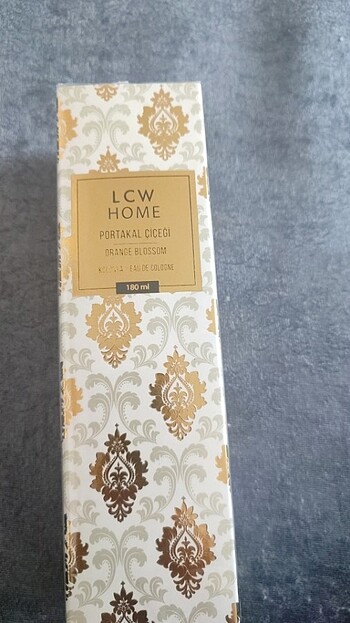 LCW
HOME
PORTAKAL ÇİÇEĞİ
ORANGE BLOSSOM
KOLONYA - EAU DE COLOGNE
180 ml